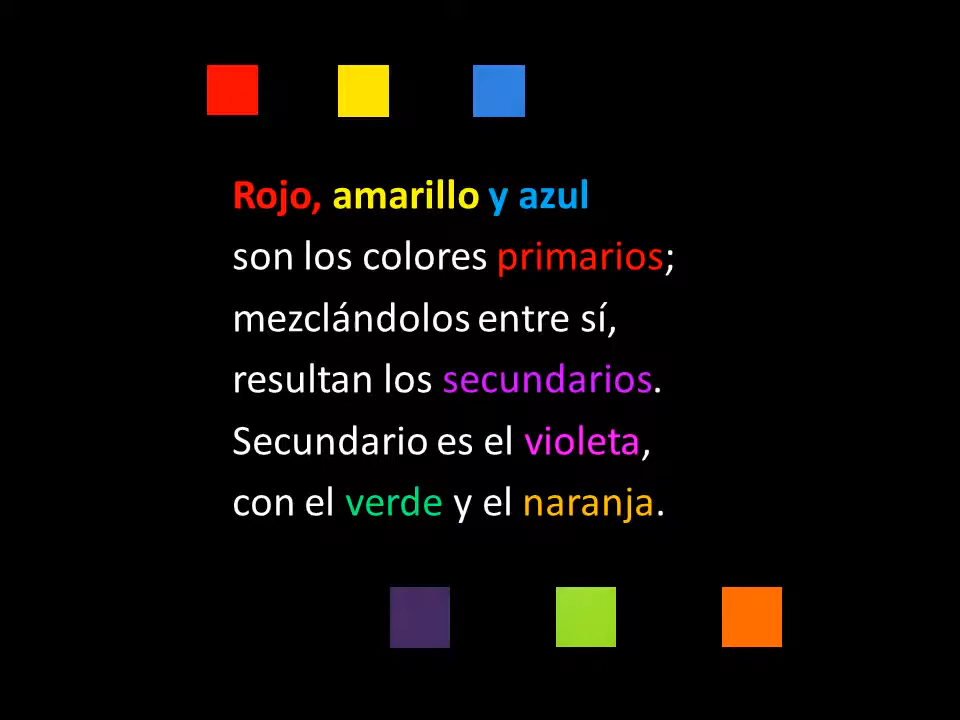 Rojo, amarillo y azul
son los colores primarios;
mezclándolos entre sí,
resultan los secundarios.
Secundario es el violeta,
con el verde y el naranja.